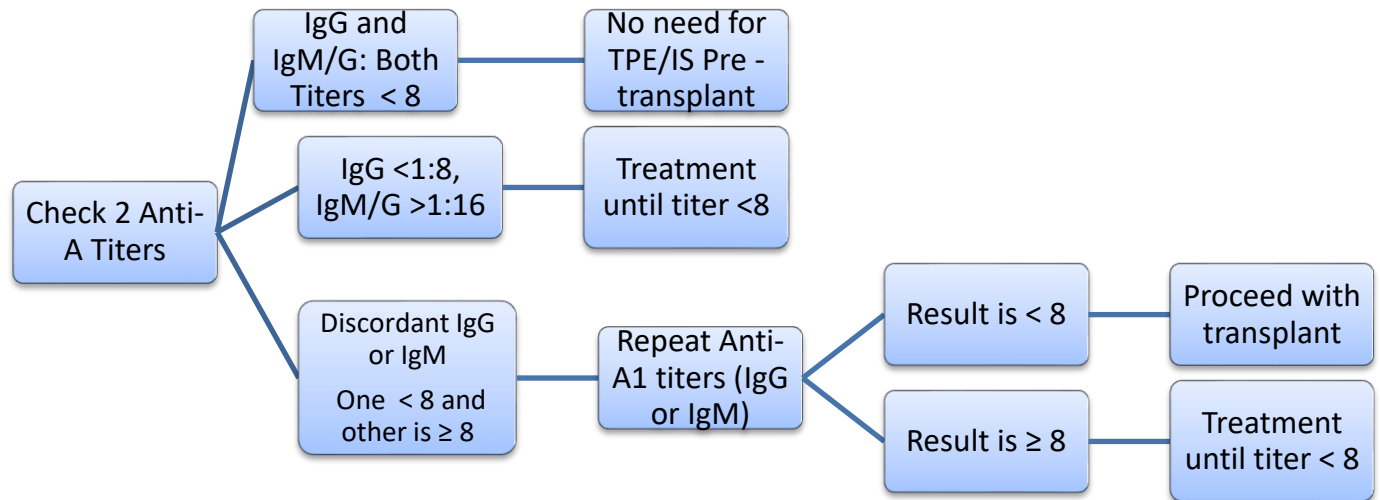 Check 2 Anti-
A Titers
IgG and
IgM/G: Both
Titers < 8
No need for
TPE/IS Pre -
transplant
IgG <1:8,
IgM/G >1:16
Treatment
until titer <8
Discordant IgG
or IgM
One < 8 and
other is ≥ 8
Repeat Anti-
A1 titers (IgG
or IgM)
Result is < 8
Proceed with
transplant
Result is ≥ 8
Treatment
until titer < 8